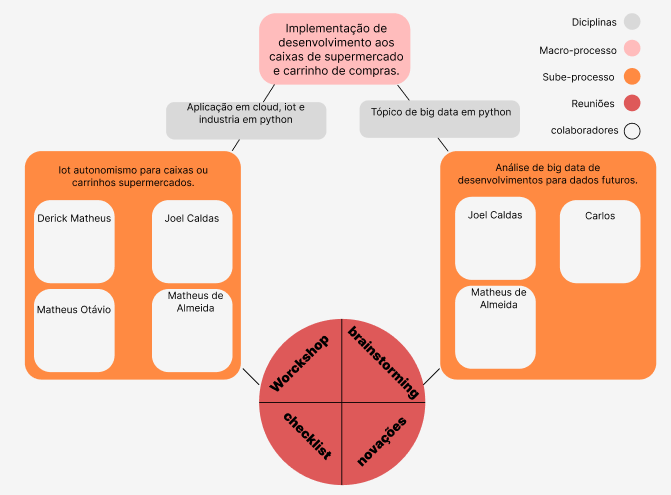 Implementação de
desenvolvimento aos
caixas de supermercado
e carrinho de compras.
Diciplinas
Macro-processo
Sube-processo
Reuniões
colaboradores
Aplicação em cloud, iot e
industria em python
Tópico de big data em python
Iot autonomismo para caixas ou
carrinhos supermercados.
Derick Matheus
Joel Caldas
Matheus Otávio
Matheus de
Almeida
Análise de big data de
desenvolvimentos para dados futuros.
Joel Caldas
Carlos
Matheus de
Almeida
Worckshop
brainstorming
checklist
novações